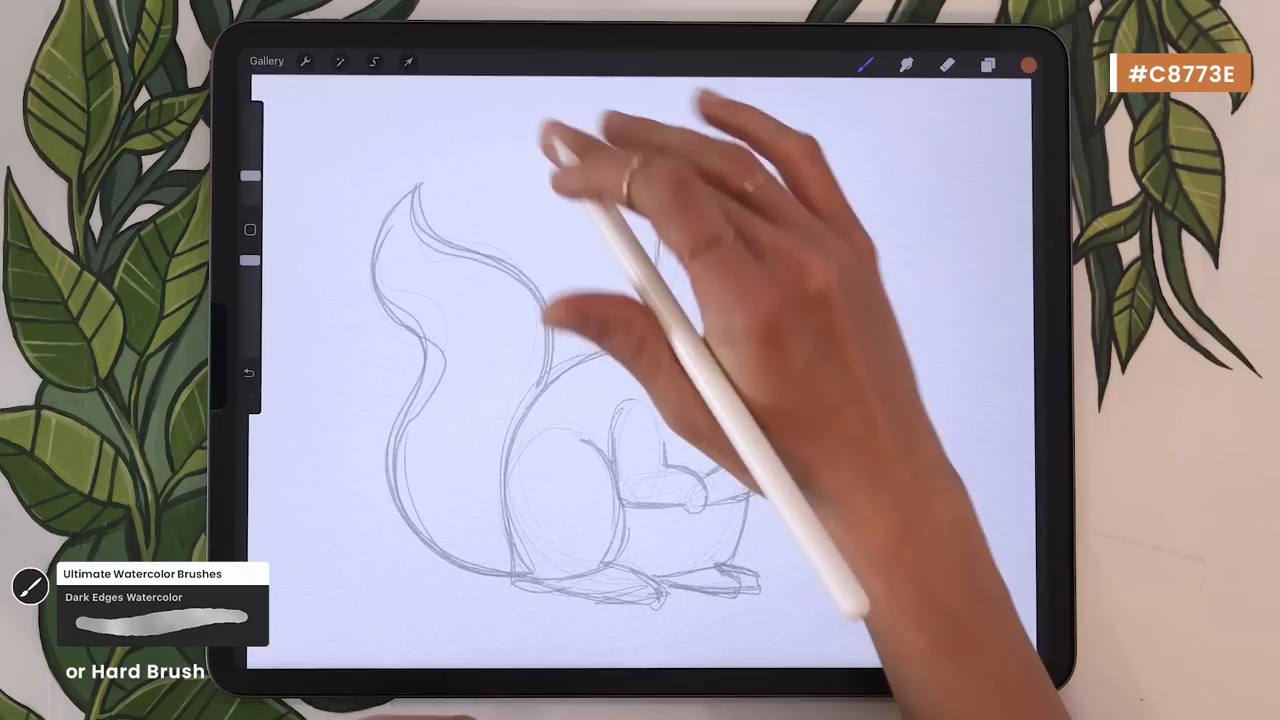 Gallery
#C8773E
Ultimate Watercolor Brushes
Dark Edges Watercolor
or Hard Brush